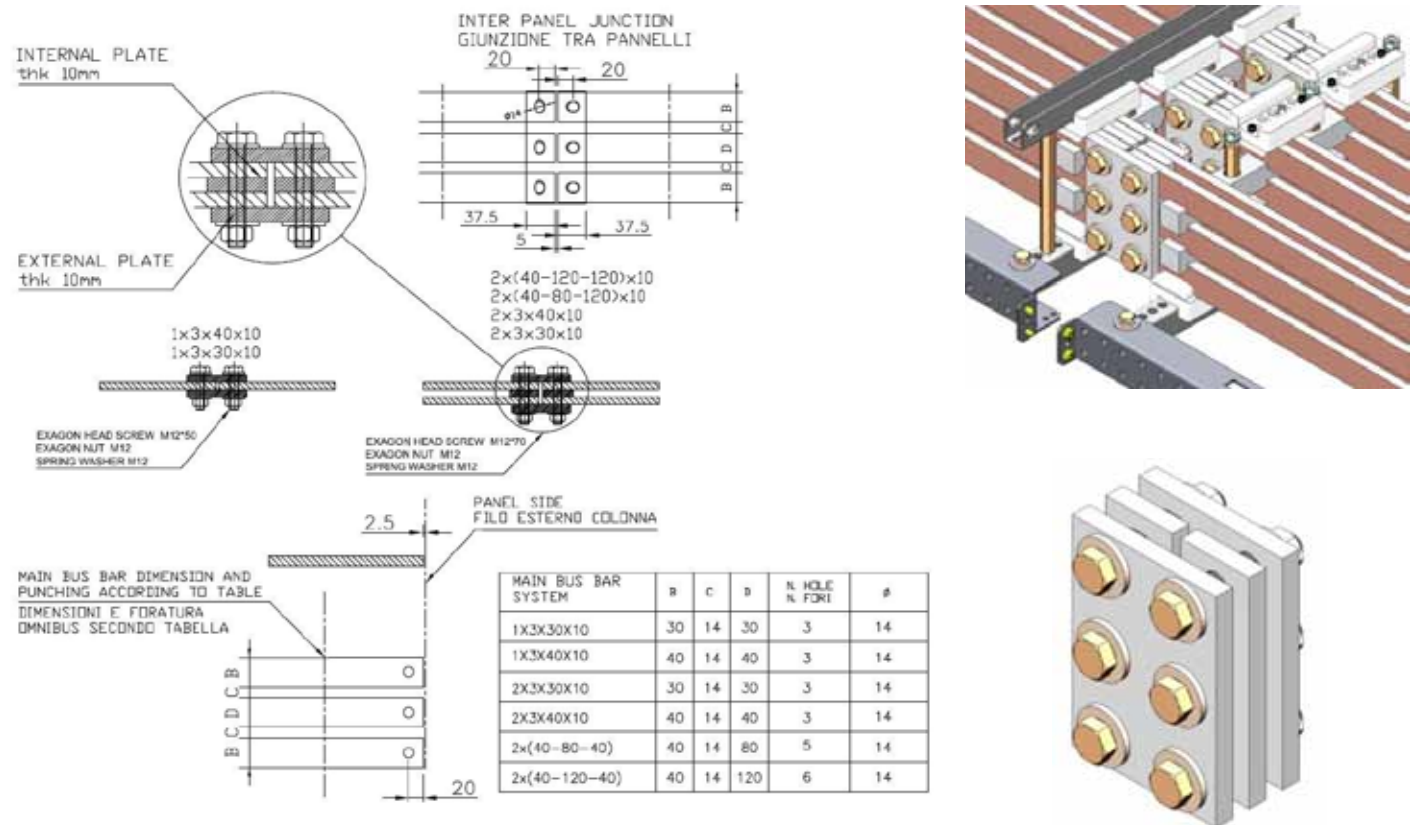 INTER PANEL JUNCTION
GIUNZIONE TRA PANNELLI
INTERNAL PLATE
thk 10mm
20
20
ø14
B
C
D
C
B
37.5
37.5
5
EXTERNAL PLATE
thk 10mm
2x(40-120-120)x10
2x(40-80-120)x10
2x3x40x10
2x3x30x10
1x3x40x10
1x3x30x10
EXAGON HEAD SCREW M12*50
EXAGON NUT M12
SPRING WASHER M12
EXAGON HEAD SCREW M12*70
EXAGON NUT M12
SPRING WASHER M12
PANEL SIDE
FILO ESTERNO COLONNA
2.5
MAIN BUS BAR DIMENSION AND
PUNCHING ACCORDING TO TABLE
DIMENSIONI E FORATURA
OMNIBUS SECONDO TABELLA
B
C
D
C
B
20
MAIN BUS BAR SYSTEM B C D N. HOLE N. FORI ø
1X3X30X10 30 14 30 3 14
1X3X40X10 40 14 40 3 14
2X3X30X10 30 14 30 3 14
2X3X40X10 40 14 40 3 14
2x(40-80-40) 40 14 80 5 14
2x(40-120-40) 40 14 120 6 14